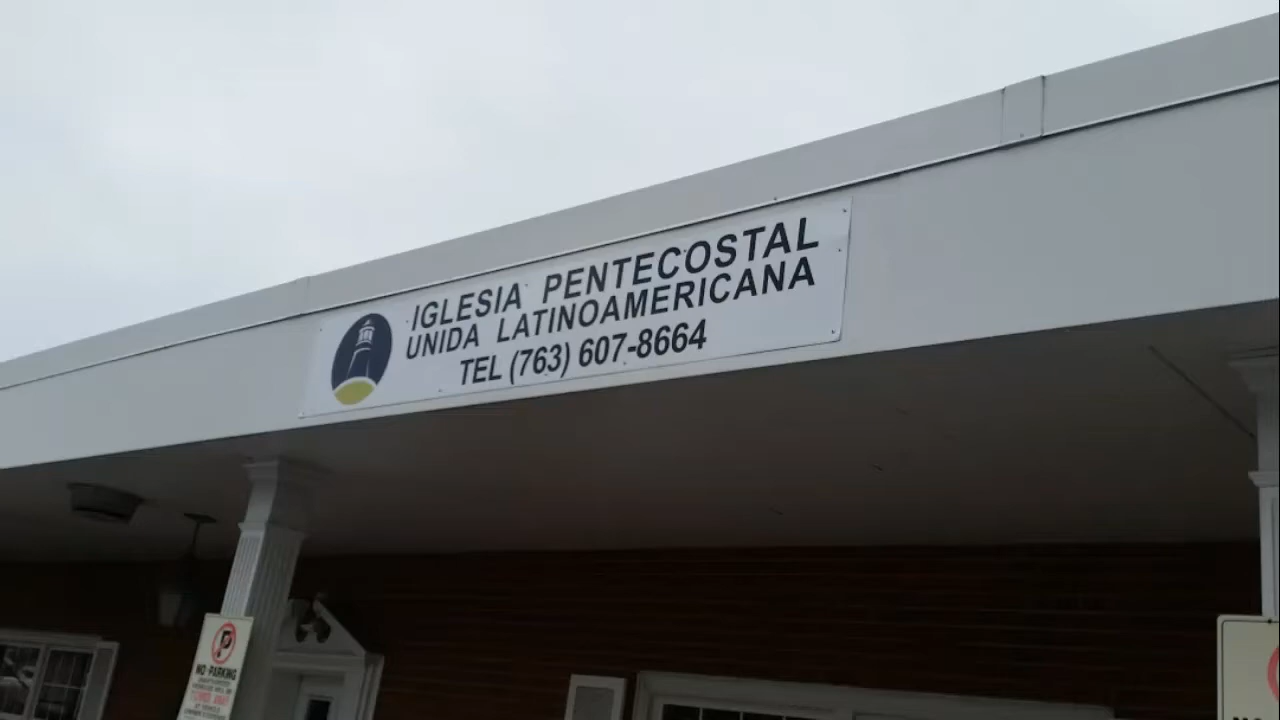 IGLESIA PENTECOSTAL
UNIDA LATINOAMERICANA
TEL (763) 607-8664
NO PARKING